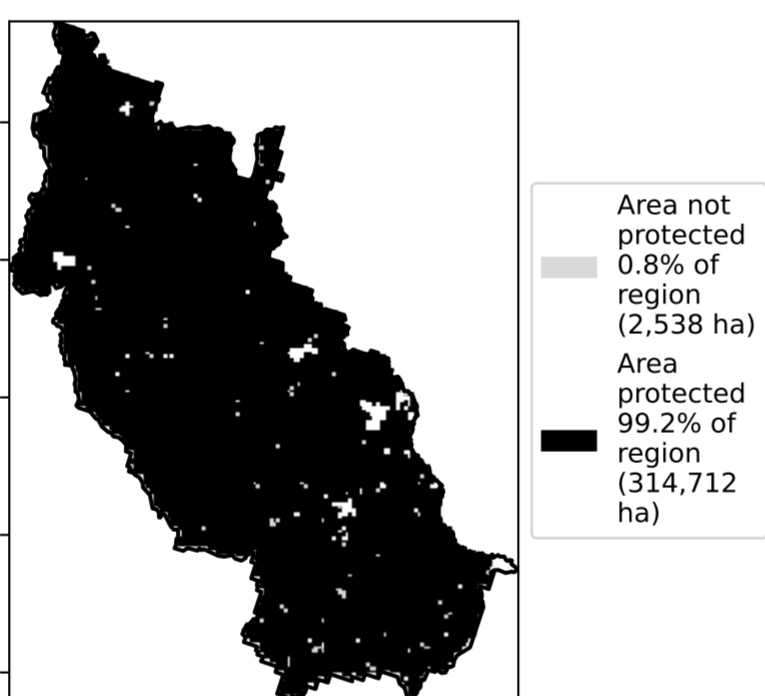 Area not
protected
0.8% of
region
(2,538 ha)
Area
protected
99.2% of
region
(314,712
ha)